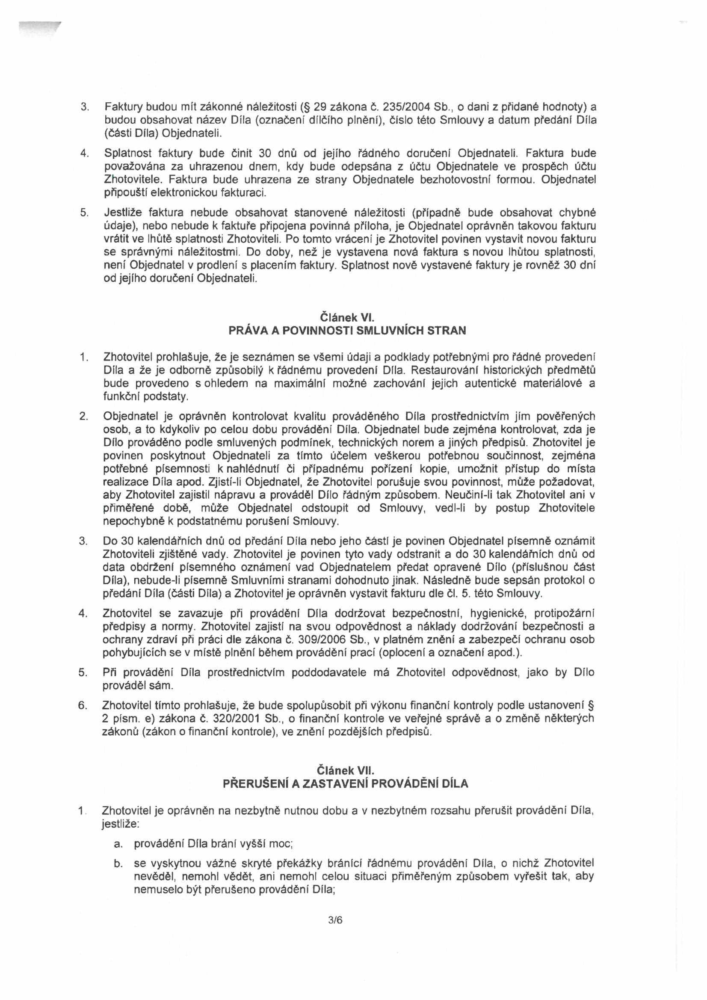 3. Faktury budou mít zákonné náležitosti (§ 29 zákona č. 235/2004 Sb., o dani z přidané hodnoty) a
budou obsahovat název Díla (označení dílčího plnění), číslo této Smlouvy a datum předání Díla
(části Díla) Objednateli.
4. Splatnost faktury bude činit 30 dnů od jejího řádného doručení Objednateli. Faktura bude
považována za uhrazenou dnem, kdy bude odepsána z účtu Objednatele ve prospěch účtu
Zhotovitele. Faktura bude uhrazena ze strany Objednatele bezhotovostní formou. Objednatel
připouští elektronickou fakturaci.
5. Jestliže faktura nebude obsahovat stanovené náležitosti (případně bude obsahovat chybné
údaje), nebo nebude k faktuře připojena povinná příloha, je Objednatel oprávněn takovou fakturu
vrátit ve lhůtě splatnosti Zhotoviteli. Po tomto vrácení je Zhotovitel povinen vystavit novou fakturu
se správnými náležitostmi. Do doby, než je vystavena nová faktura s novou lhůtou splatnosti,
není Objednatel v prodlení s placením faktury. Splatnost nově vystavené faktury je rovněž 30 dní
od jejího doručení Objednateli.
Článek VI.
PRÁVA A POVINNOSTI SMLUVNÍCH STRAN
1. Zhotovitel prohlašuje, že je seznámen se všemi údaji a podklady potřebnými pro řádné provedení
Díla a že je odborně způsobilý k řádnému provedení Díla. Restaurování historických předmětů
bude provedeno s ohledem na maximální možné zachování jejich autentické materiálové a
funkční podstaty.
2. Objednatel je oprávněn kontrolovat kvalitu prováděného Díla prostřednictvím jím pověřených
osob, a to kdykoliv po celou dobu provádění Díla. Objednatel bude zejména kontrolovat, zda je
Dílo prováděno podle smluvených podmínek, technických norem a jiných předpisů. Zhotovitel je
povinen poskytnout Objednateli za tímto účelem veškerou potřebnou součinnost, zejména
potřebné písemnosti k nahlédnutí či případnému pořízení kopie, umožnit přístup do místa
realizace Díla apod. Zjistí-li Objednatel, že Zhotovitel porušuje svou povinnost, může požadovat,
aby Zhotovitel zajistil nápravu a prováděl Dílo řádným způsobem. Neučiní-li tak Zhotovitel ani v
přiměřené době, může Objednatel odstoupit od Smlouvy, vedl-li by postup Zhotovitele
nepochybně k podstatnému porušení Smlouvy.
3. Do 30 kalendářních dnů od předání Díla nebo jeho částí je povinen Objednatel písemně oznámit
Zhotoviteli zjištěné vady. Zhotovitel je povinen tyto vady odstranit a do 30 kalendářních dnů od
data obdržení písemného oznámení vad Objednatelem předat opravené Dílo (příslušnou část
Díla), nebude-li písemně Smluvními stranami dohodnuto jinak. Následně bude sepsán protokol o
předání Díla (části Díla) a Zhotovitel je oprávněn vystavit fakturu dle čl. 5. této Smlouvy.
4. Zhotovitel se zavazuje při provádění Díla dodržovat bezpečnostní, hygienické, protipožární
předpisy a normy. Zhotovitel zajistí na svou odpovědnost a náklady dodržování bezpečnosti a
ochrany zdraví při práci dle zákona č. 309/2006 Sb., v platném znění a zabezpečí ochranu osob
pohybujících se v místě plnění během provádění prací (oplocení a označení apod.).
5. Při provádění Díla prostřednictvím poddodavatele má Zhotovitel odpovědnost, jako by Dílo
prováděl sám.
6. Zhotovitel tímto prohlašuje, že bude spolupůsobit při výkonu finanční kontroly podle ustanovení §
2 písm. e) zákona č. 320/2001 Sb., o finanční kontrole ve veřejné správě a o změně některých
zákonů (zákon o finanční kontrole), ve znění pozdějších předpisů.
Článek VII.
PŘERUŠENÍ A ZASTAVENÍ PROVÁDĚNÍ DÍLA
1. Zhotovitel je oprávněn na nezbytně nutnou dobu a v nezbytném rozsahu přerušit provádění Díla,
jestliže:
a. provádění Díla brání vyšší moc;
b. se vyskytnou vážné skryté překážky bránící řádnému provádění Díla, o nichž Zhotovitel
nevěděl, nemohl vědět, ani nemohl celou situaci přiměřeným způsobem vyřešit tak, aby
nemuselo být přerušeno provádění Díla;
3/6